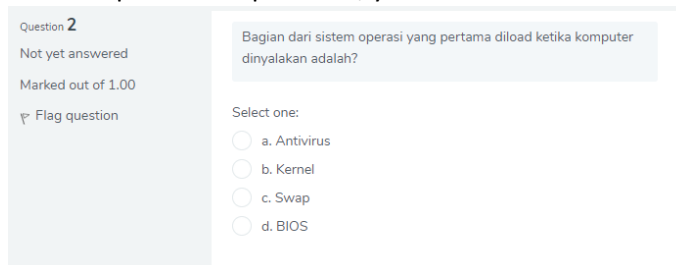 Question 2
Not yet answered
Marked out of 1.00
Flag question
Bagian dari sistem operasi yang pertama diload ketika komputer
dinyalakan adalah?
Select one:
a. Antivirus
b. Kernel
c. Swap
d. BIOS